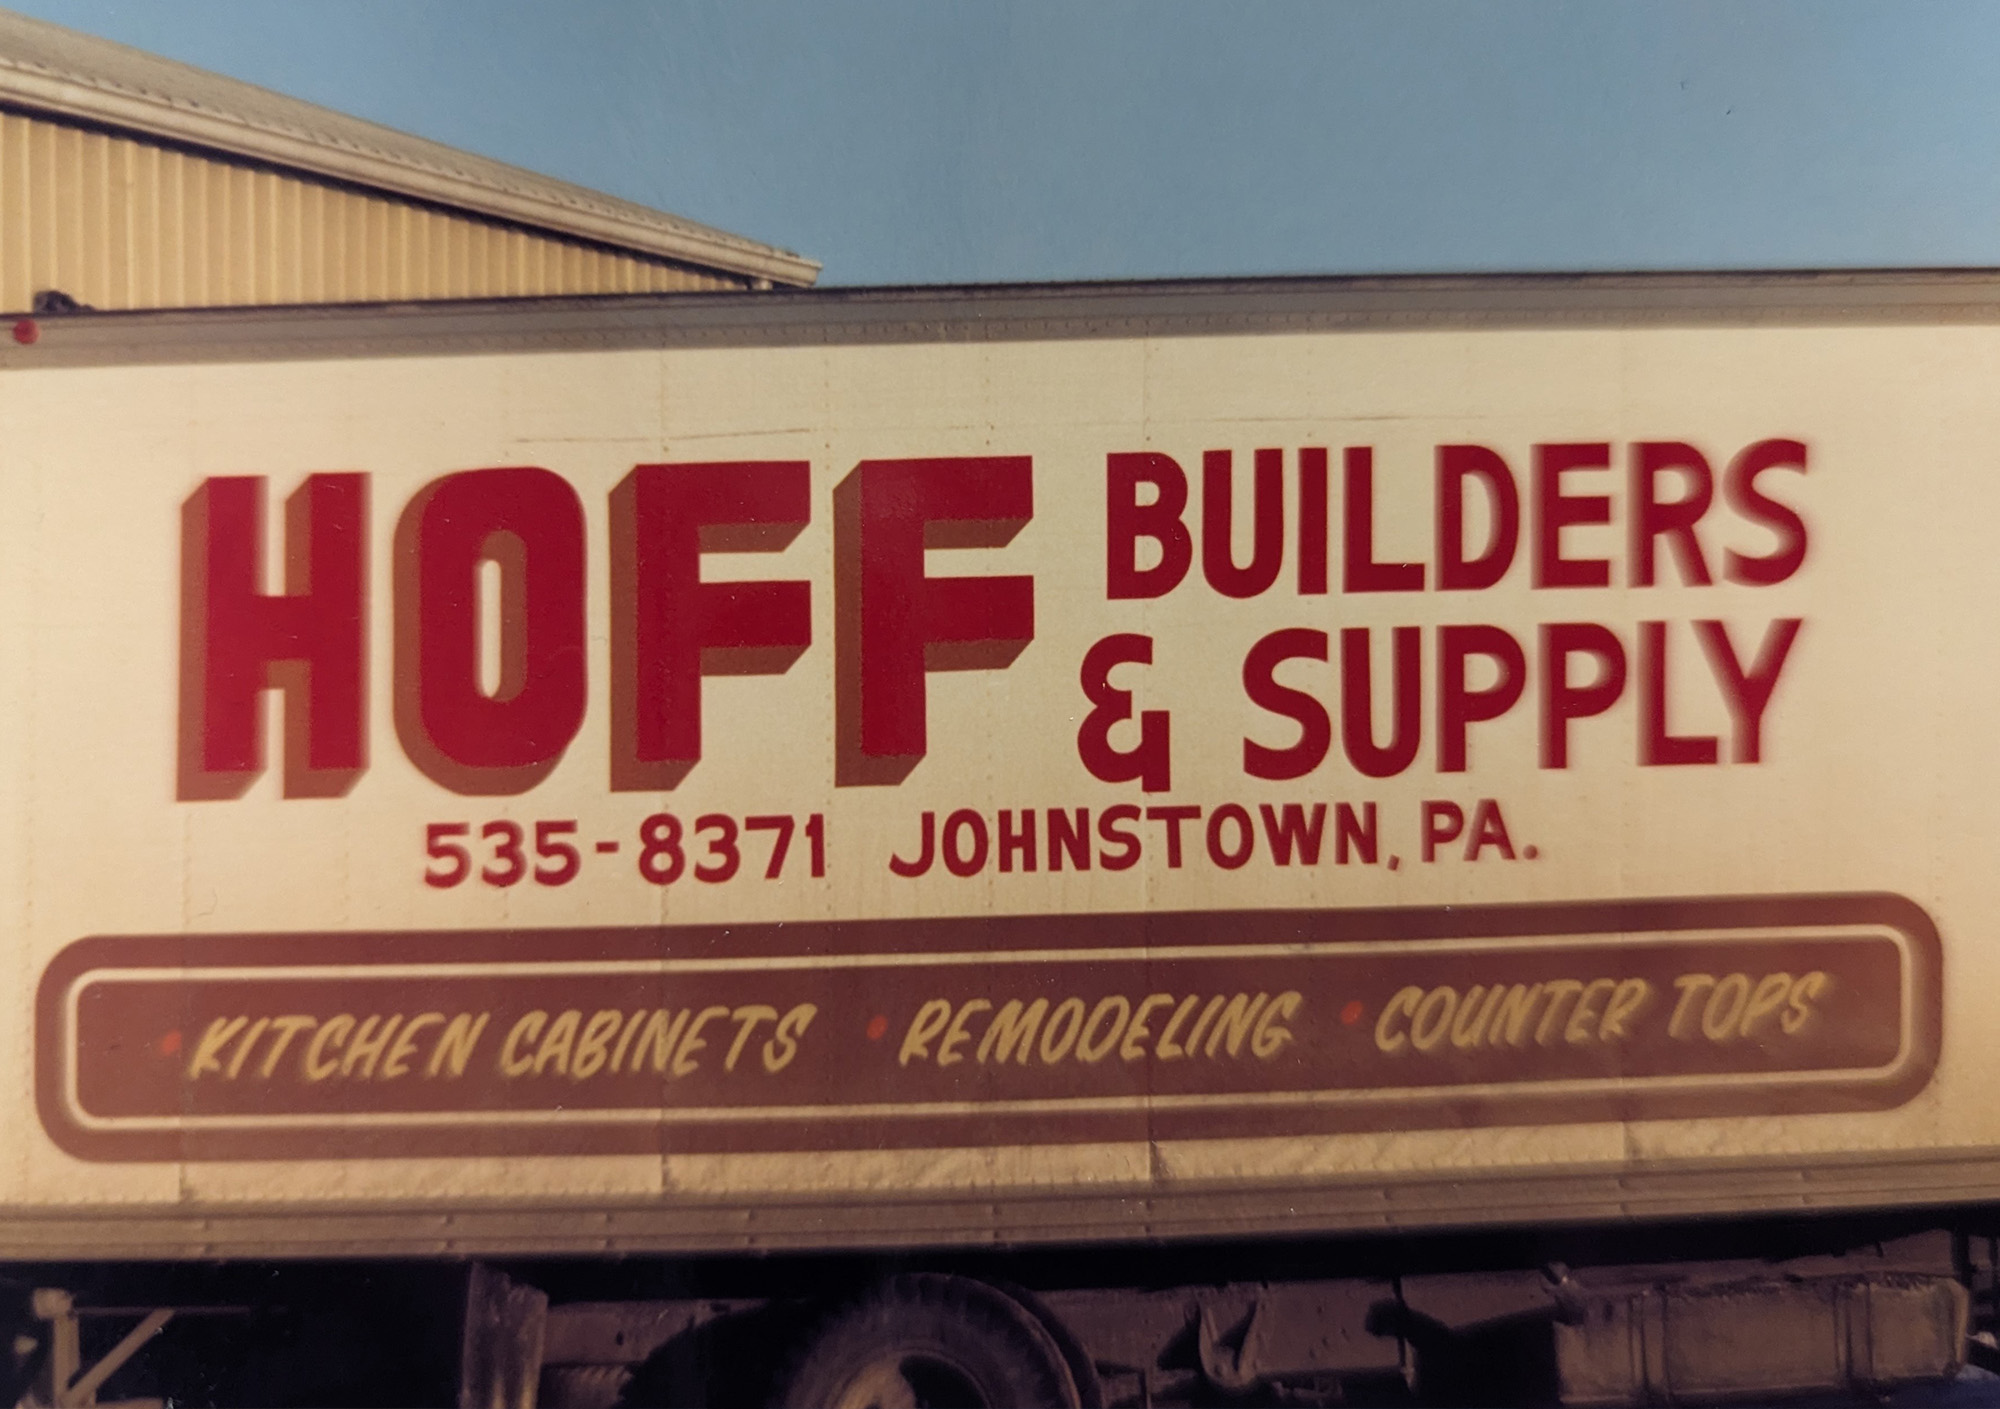 HOFF BUILDERS
& SUPPLY
535-8371 JOHNSTOWN, PA.
• KITCHEN CABINETS • REMODELING • COUNTER TOPS